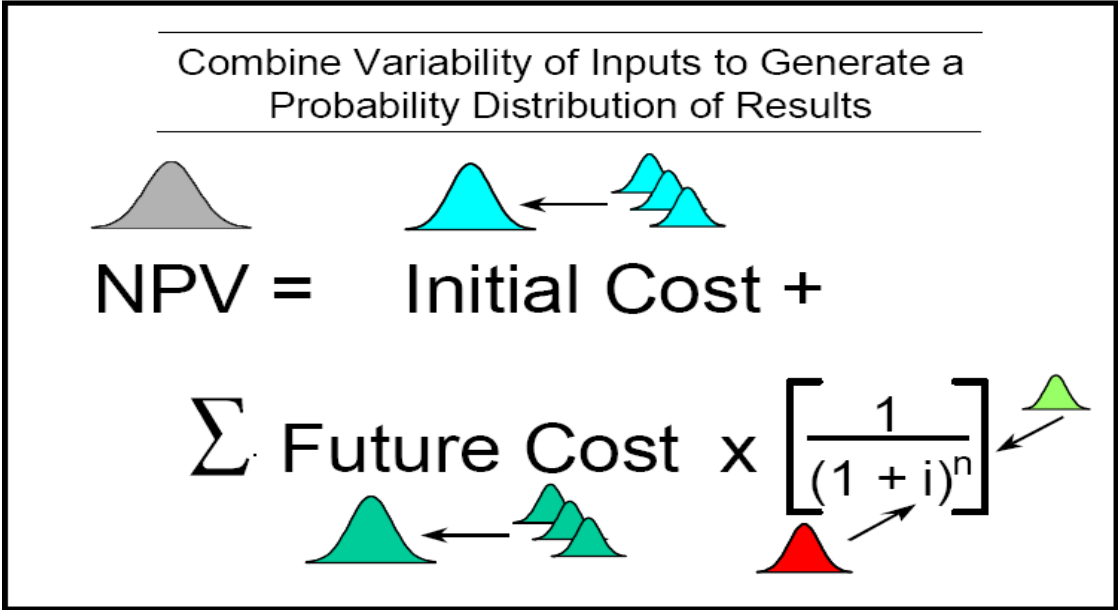 Combine Variability of Inputs to Generate a
Probability Distribution of Results
NPV = Initial Cost +
∑ Future Cost x [ 1 / (1 + i)ⁿ ]